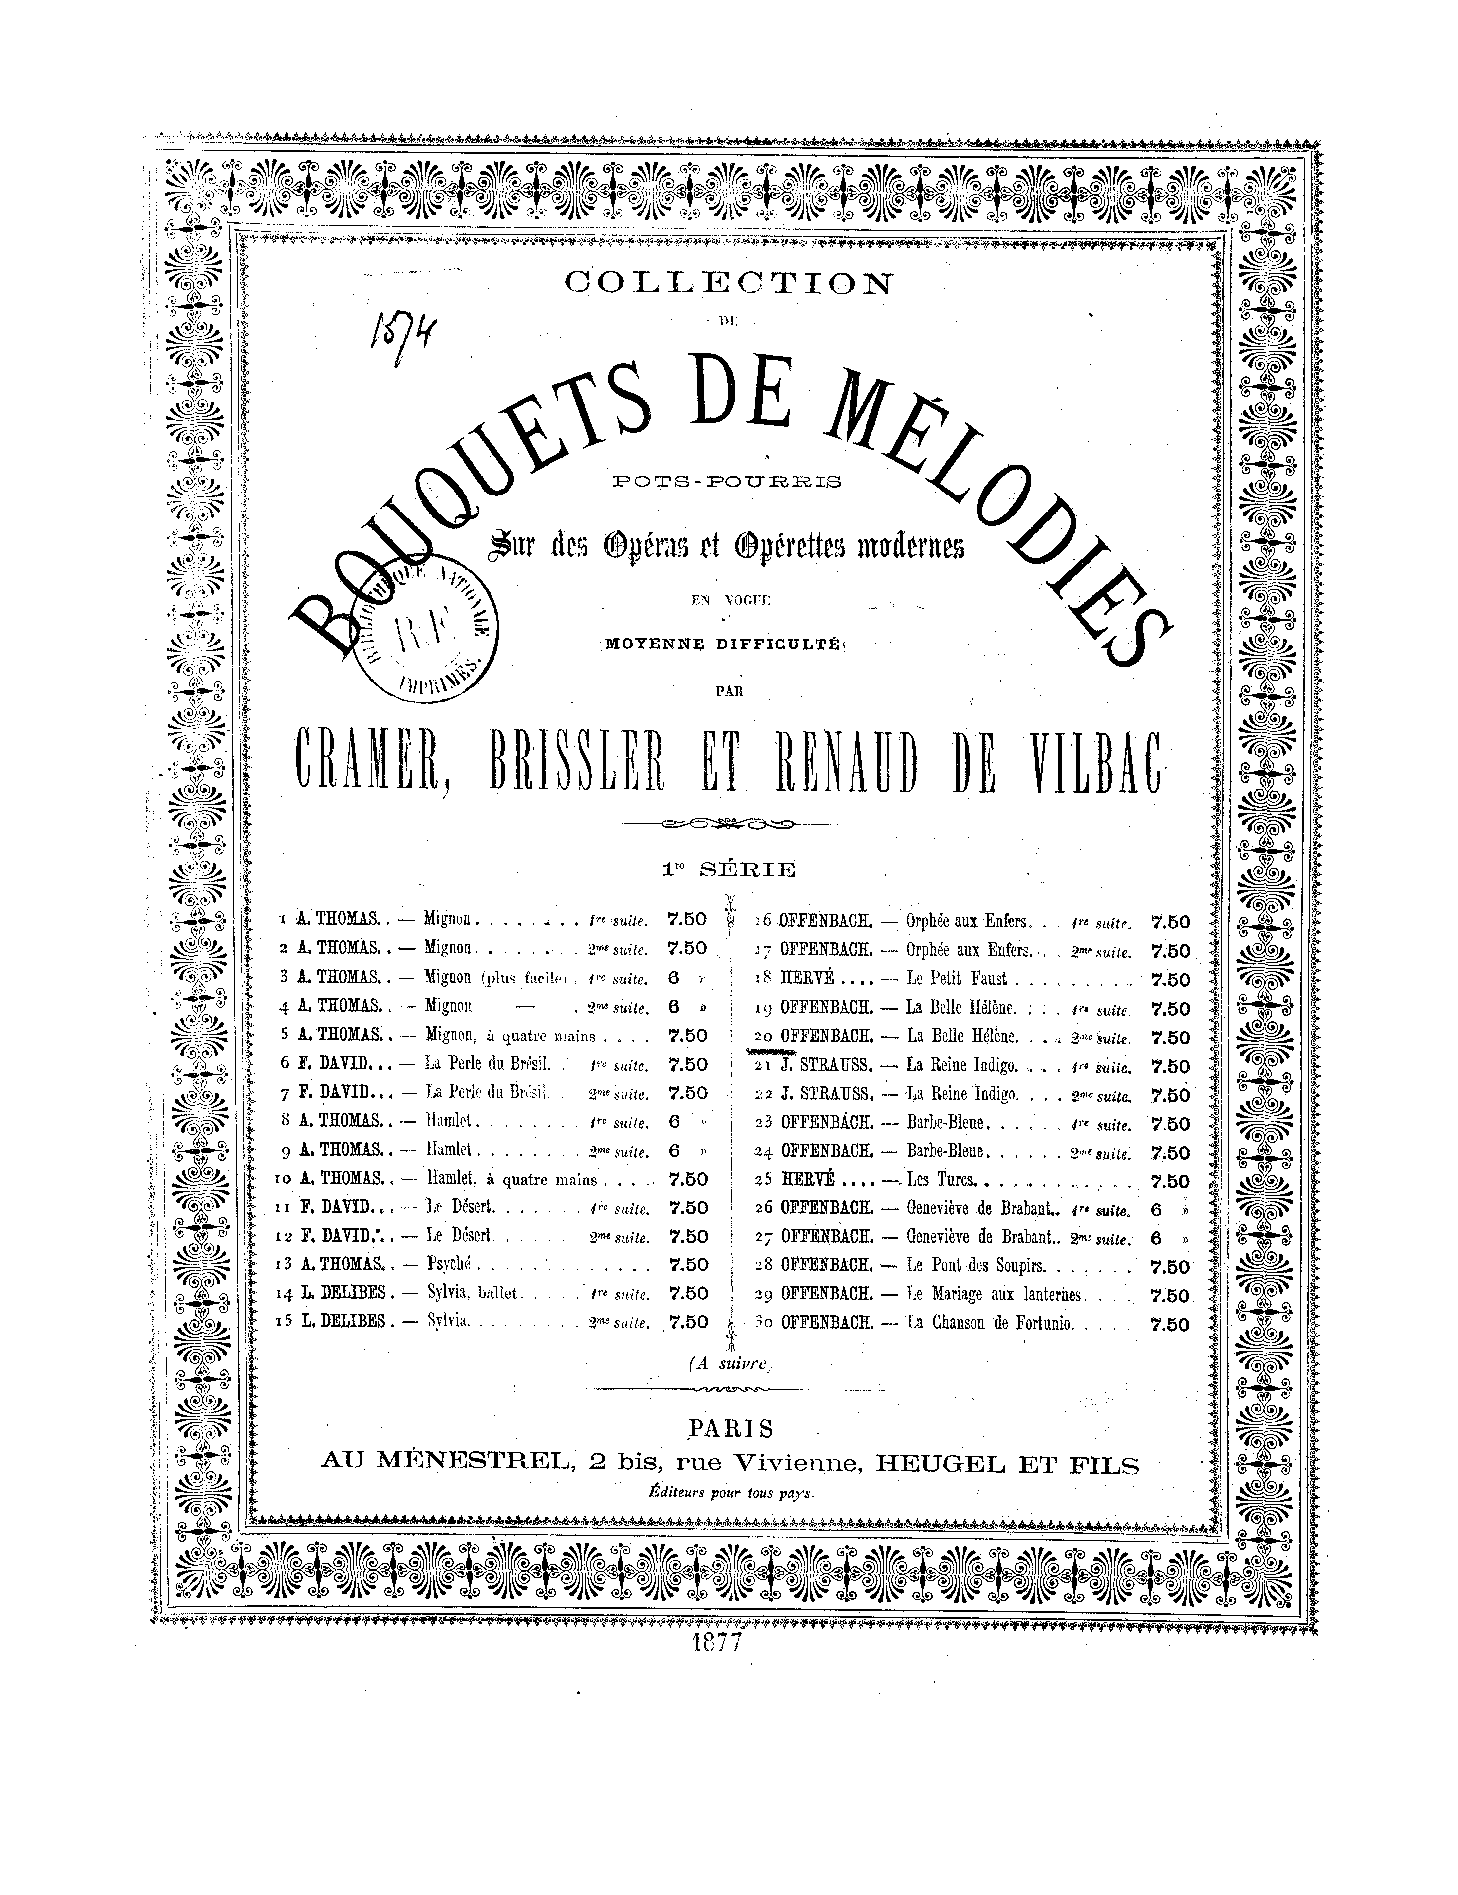 COLLECTION
DE
1574
BOUQUETS DE MÉLODIES
POTS-POURRIS
Sur des Opéras et Opérettes modernes
EN VOGUE
BIBLIOTHÈQUE NATIONALE
R.F.
IMPRIMÉS.
MOYENNE DIFFICULTÉ
PAR
CRAMER, BRISSLER ET RENAUD DE VILBAC
1re SÉRIE
1 A. THOMAS. . — Mignon. . . . . . . . 1re suite. 7.50
2 A. THOMAS. . — Mignon. . . . . . . . 2me suite. 7.50
3 A. THOMAS. . — Mignon (plus facile) . 1re suite. 6 »
4 A. THOMAS. . — Mignon — . 2me suite. 6 »
5 A. THOMAS. . — Mignon, à quatre mains . . . . 7.50
6 F. DAVID. . . — La Perle du Brésil. . 1re suite. 7.50
7 F. DAVID. . . — La Perle du Brésil. 2me suite. 7.50
8 A. THOMAS. . — Hamlet. . . . . . . . 1re suite. 6 »
9 A. THOMAS. . — Hamlet. . . . . . . . 2me suite. 6 »
10 A. THOMAS. . — Hamlet, à quatre mains . . . . 7.50
11 F. DAVID. . . — Le Désert. . . . . . . 1re suite. 7.50
12 F. DAVID. . . — Le Désert. . . . . . . 2me suite. 7.50
13 A. THOMAS. . — Psyché . . . . . . . . . . . . . 7.50
14 L. DELIBES . — Sylvia, ballet. . . . . 1re suite. 7.50
15 L. DELIBES . — Sylvia. . . . . . . . . 2me suite. 7.50
16 OFFENBACH. — Orphée aux Enfers. . . 1re suite. 7.50
17 OFFENBACH. — Orphée aux Enfers. . . 2me suite. 7.50
18 HERVÉ . . . . — Le Petit Faust . . . . . . . . . 7.50
19 OFFENBACH. — La Belle Hélène. . . . 1re suite. 7.50
20 OFFENBACH. — La Belle Hélène. . . . 2me suite. 7.50
21 J. STRAUSS. — La Reine Indigo. . . . 1re suite. 7.50
22 J. STRAUSS. — La Reine Indigo. . . . 2me suite. 7.50
23 OFFENBACH. — Barbe-Bleue. . . . . . 1re suite. 7.50
24 OFFENBACH. — Barbe-Bleue. . . . . . 2me suite. 7.50
25 HERVÉ . . . . — Les Turcs. . . . . . . . . . . . 7.50
26 OFFENBACH. — Geneviève de Brabant. . 1re suite. 6 »
27 OFFENBACH. — Geneviève de Brabant. . 2me suite. 6 »
28 OFFENBACH. — Le Pont des Soupirs. . . . . . . 7.50
29 OFFENBACH. — Le Mariage aux lanternes. . . . 7.50
30 OFFENBACH. — La Chanson de Fortunio. . . . . 7.50
(A suivre)
PARIS
AU MÉNESTREL, 2 bis, rue Vivienne, HEUGEL ET FILS
Éditeurs pour tous pays.
1877